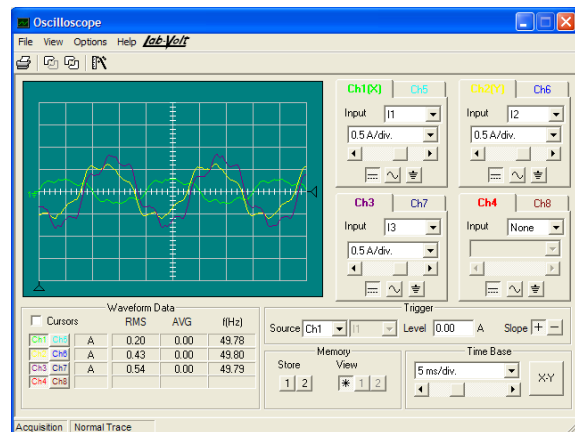 Oscilloscope
File View Options Help Lab-Volt
Ch1(X) Ch5
Input I1
0.5 A/div.
Ch2(Y) Ch6
Input I2
0.5 A/div.
Ch3 Ch7
Input I3
0.5 A/div.
Ch4 Ch8
Input None
Waveform Data
Cursors RMS AVG f(Hz)
Ch1 Ch5 A 0.20 0.00 49.78
Ch2 Ch6 A 0.43 0.00 49.80
Ch3 Ch7 A 0.54 0.00 49.79
Ch4 Ch8
Trigger
Source Ch1 I1 Level 0.00 A Slope + −
Memory
Store View
1 2 * 1 2
Time Base
5 ms/div.
X-Y
Acquisition Normal Trace